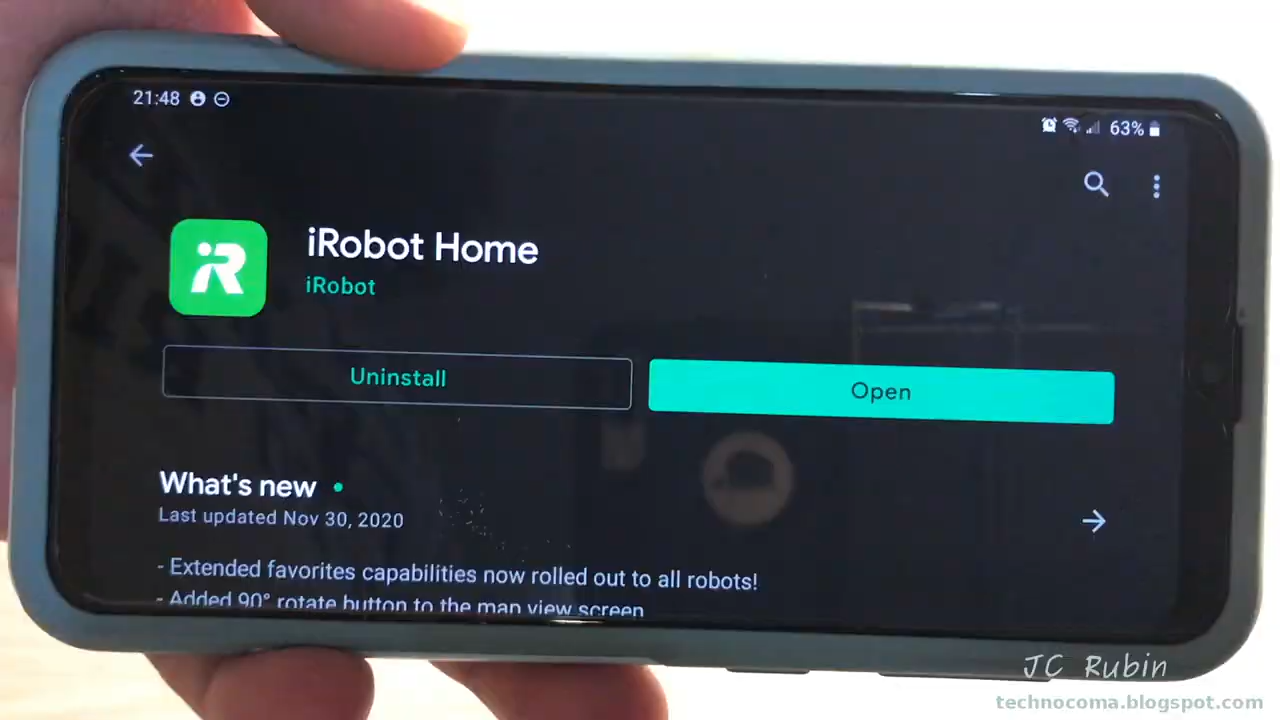 21:48
63%
iR
iRobot Home
iRobot
Uninstall
Open
What's new
Last updated Nov 30, 2020
- Extended favorites capabilities now rolled out to all robots!
- Added 90° rotate button to the map view screen
JC Rubin
technocoma.blogspot.com